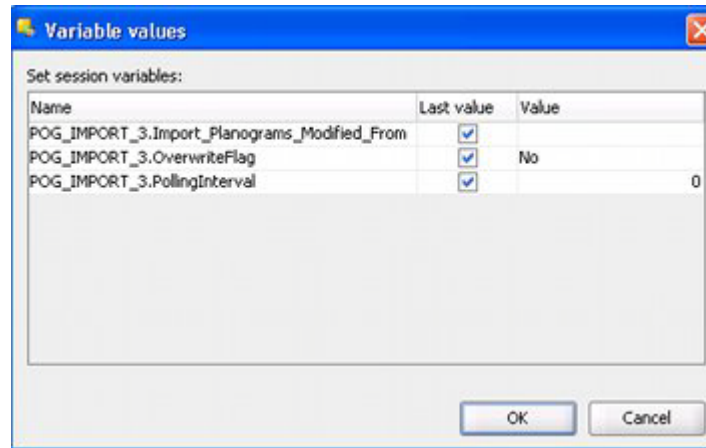 Variable values
Set session variables:
Name Last value Value
POG_IMPORT_3.Import_Planograms_Modified_From
POG_IMPORT_3.OverwriteFlag No
POG_IMPORT_3.PollingInterval 0
OK Cancel